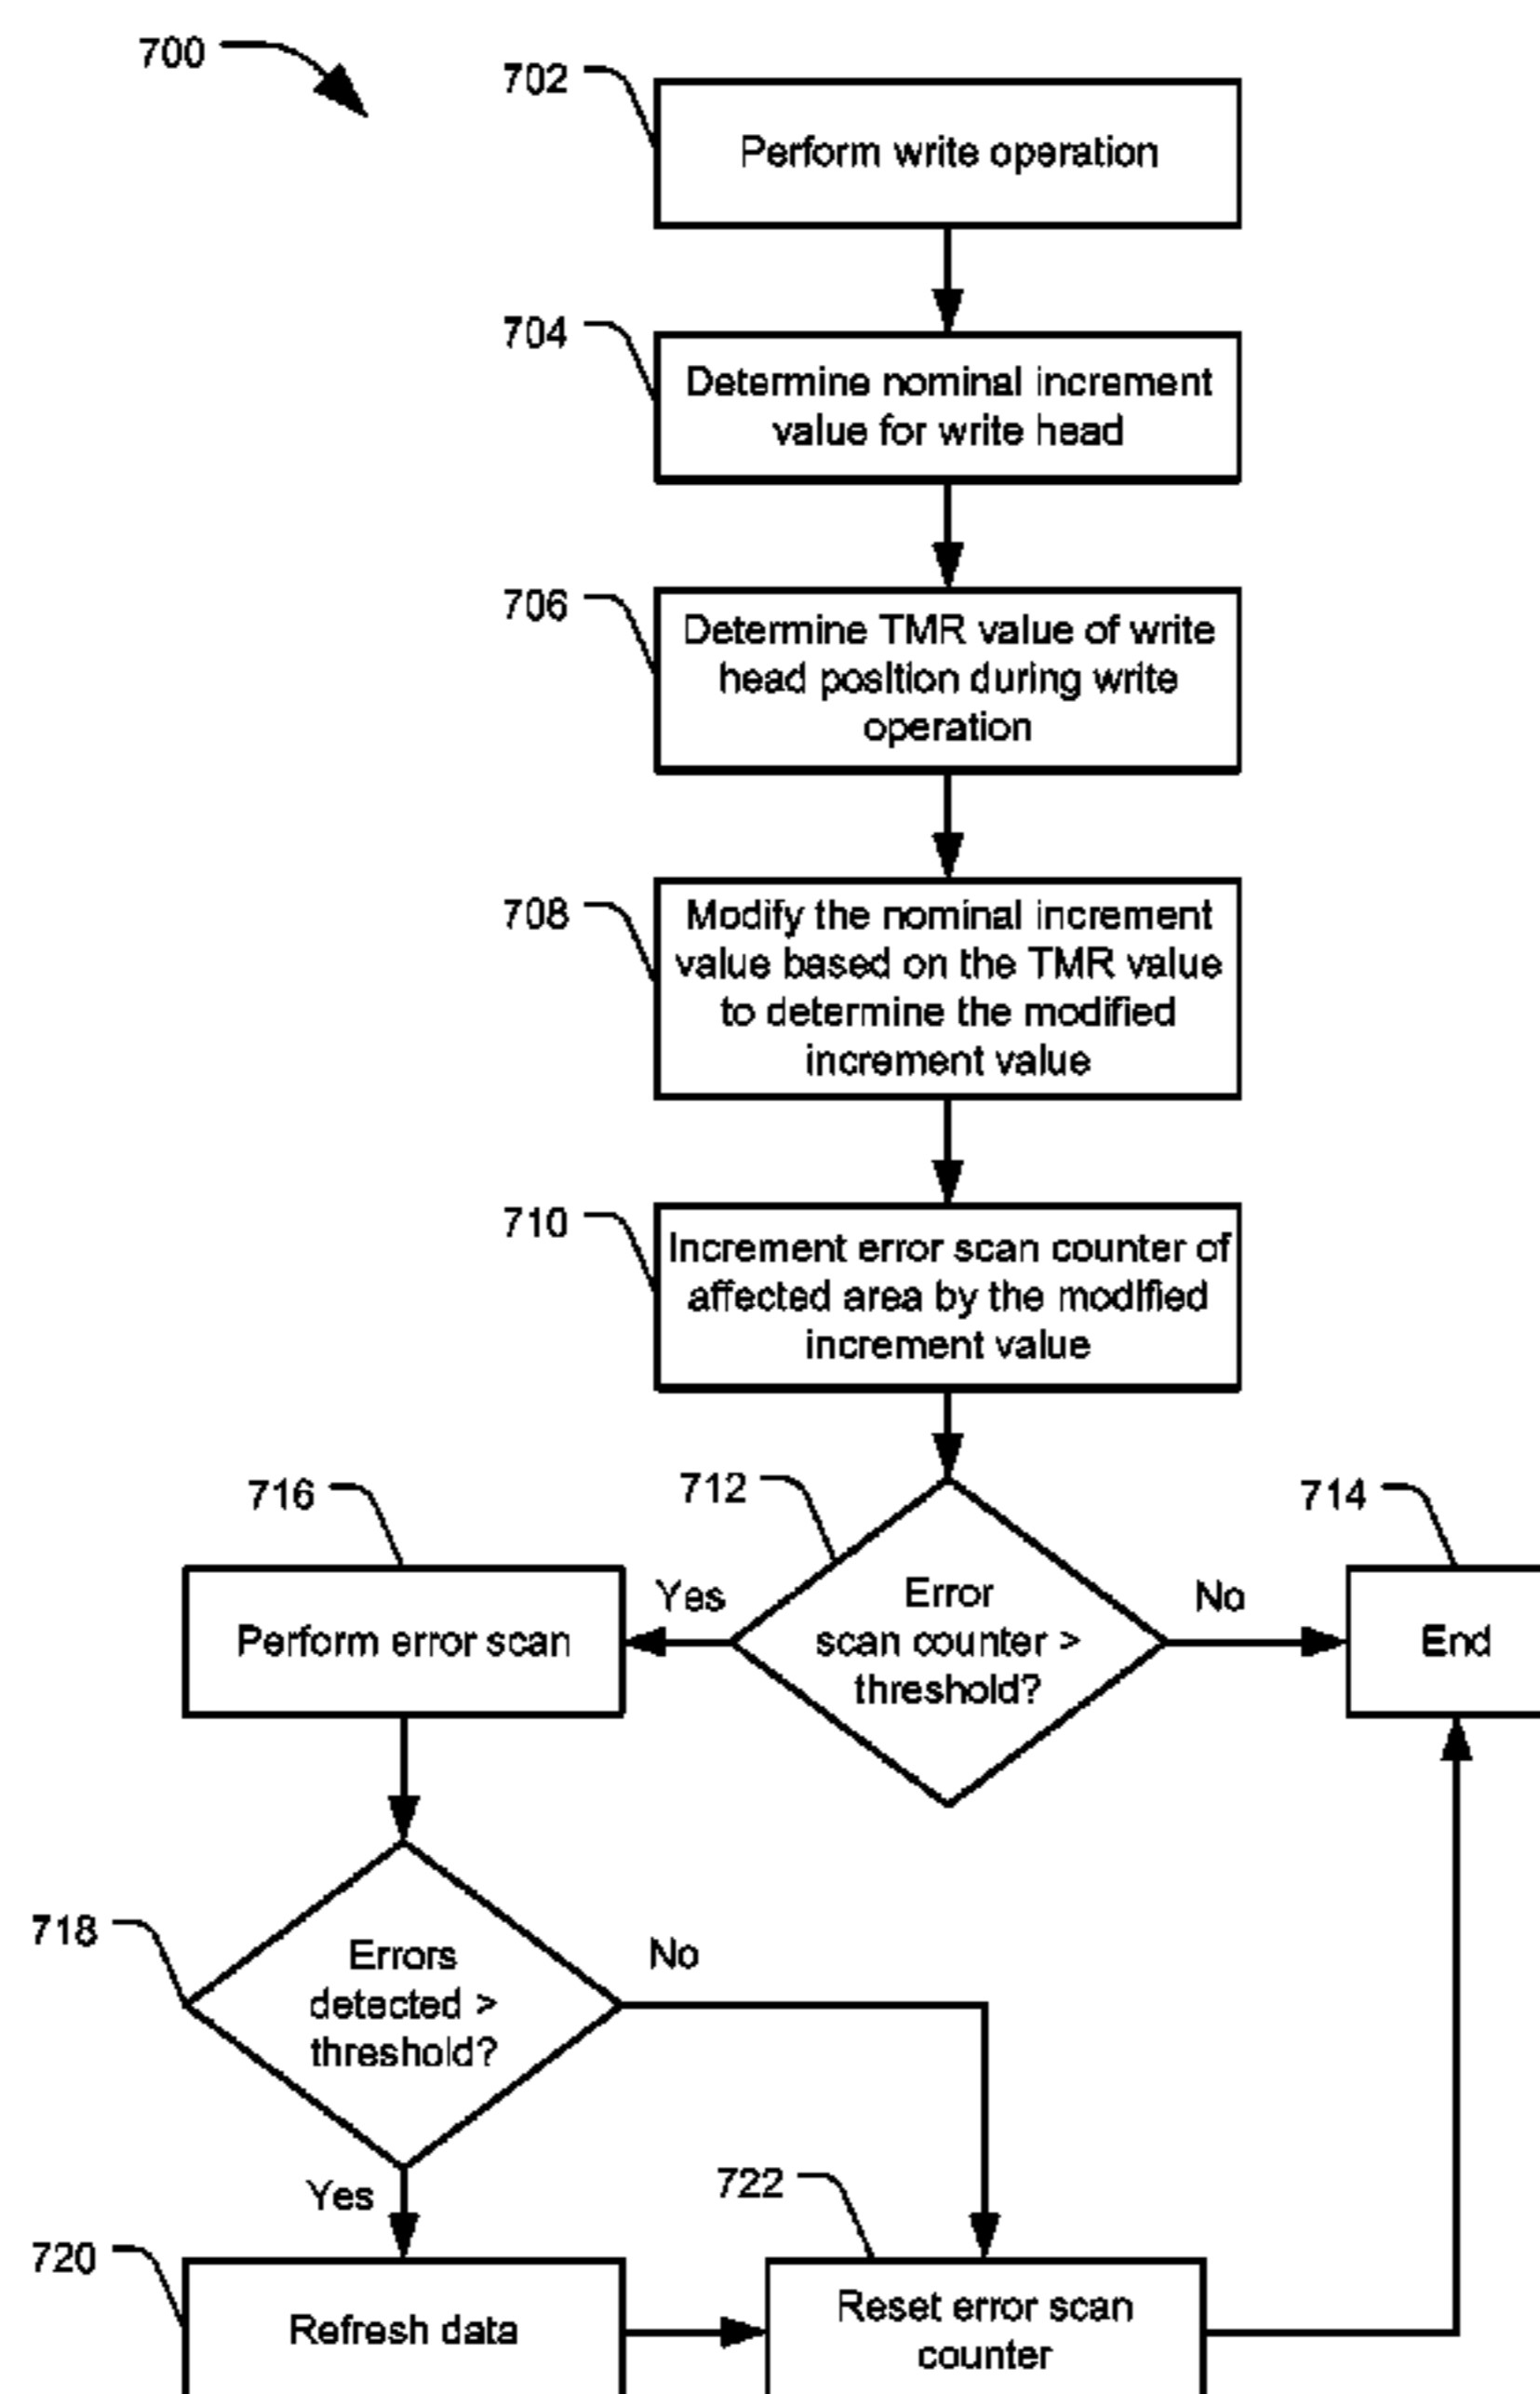 700
702
Perform write operation
704
Determine nominal increment
value for write head
706
Determine TMR value of write
head position during write
operation
708
Modify the nominal increment
value based on the TMR value
to determine the modified
increment value
710
Increment error scan counter of
affected area by the modified
increment value
716
712
714
Perform error scan
Yes
Error
scan counter >
threshold?
No
End
718
Errors
detected >
threshold?
No
Yes
722
720
Refresh data
Reset error scan
counter